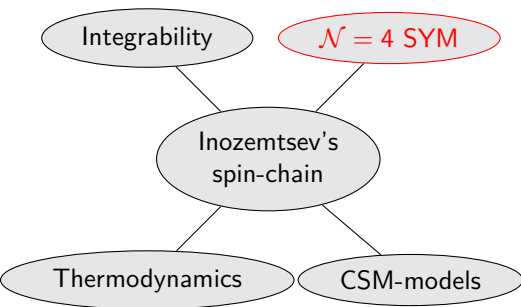 Integrability
𝒩 = 4 SYM
Inozemtsev's
spin-chain
Thermodynamics
CSM-models